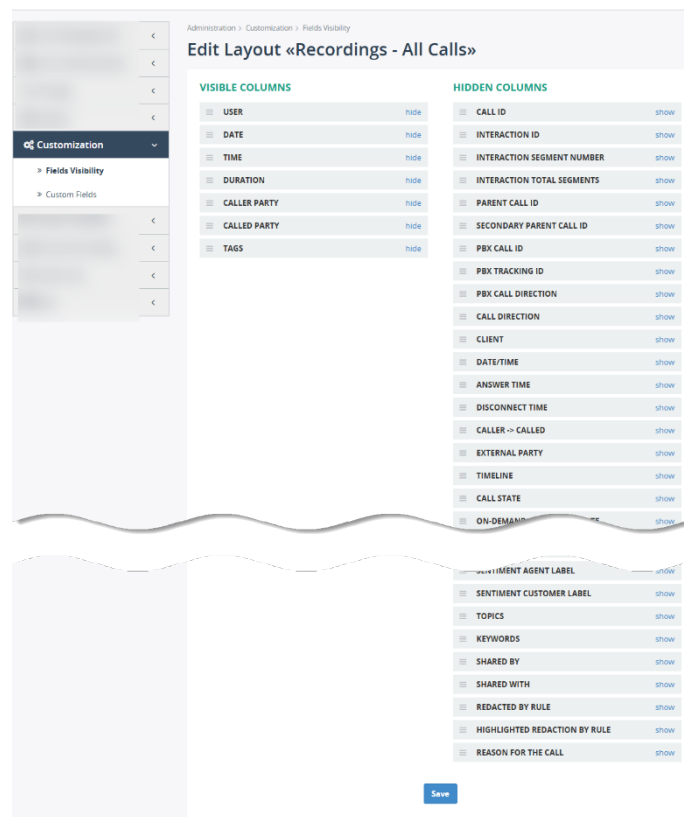 Administration > Customization > Fields Visibility
Edit Layout «Recordings - All Calls»
Customization
» Fields Visibility
» Custom Fields
VISIBLE COLUMNS
USER hide
DATE hide
TIME hide
DURATION hide
CALLER PARTY hide
CALLED PARTY hide
TAGS hide
HIDDEN COLUMNS
CALL ID show
INTERACTION ID show
INTERACTION SEGMENT NUMBER show
INTERACTION TOTAL SEGMENTS show
PARENT CALL ID show
SECONDARY PARENT CALL ID show
PBX CALL ID show
PBX TRACKING ID show
PBX CALL DIRECTION show
CALL DIRECTION show
CLIENT show
DATE/TIME show
ANSWER TIME show
DISCONNECT TIME show
CALLER -> CALLED show
EXTERNAL PARTY show
TIMELINE show
CALL STATE show
ON-DEMAND show
SENTIMENT AGENT LABEL show
SENTIMENT CUSTOMER LABEL show
TOPICS show
KEYWORDS show
SHARED BY show
SHARED WITH show
REDACTED BY RULE show
HIGHLIGHTED REDACTION BY RULE show
REASON FOR THE CALL show
Save